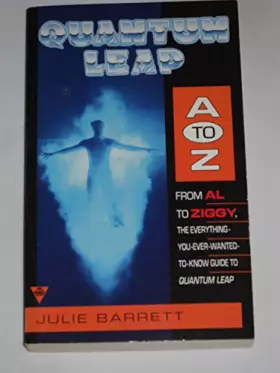 QUANTUM
LEAP
A
TO
Z
FROM AL
TO ZIGGY,
THE EVERYTHING-
YOU-EVER-WANTED-
TO-KNOW GUIDE TO
QUANTUM LEAP
JULIE BARRETT